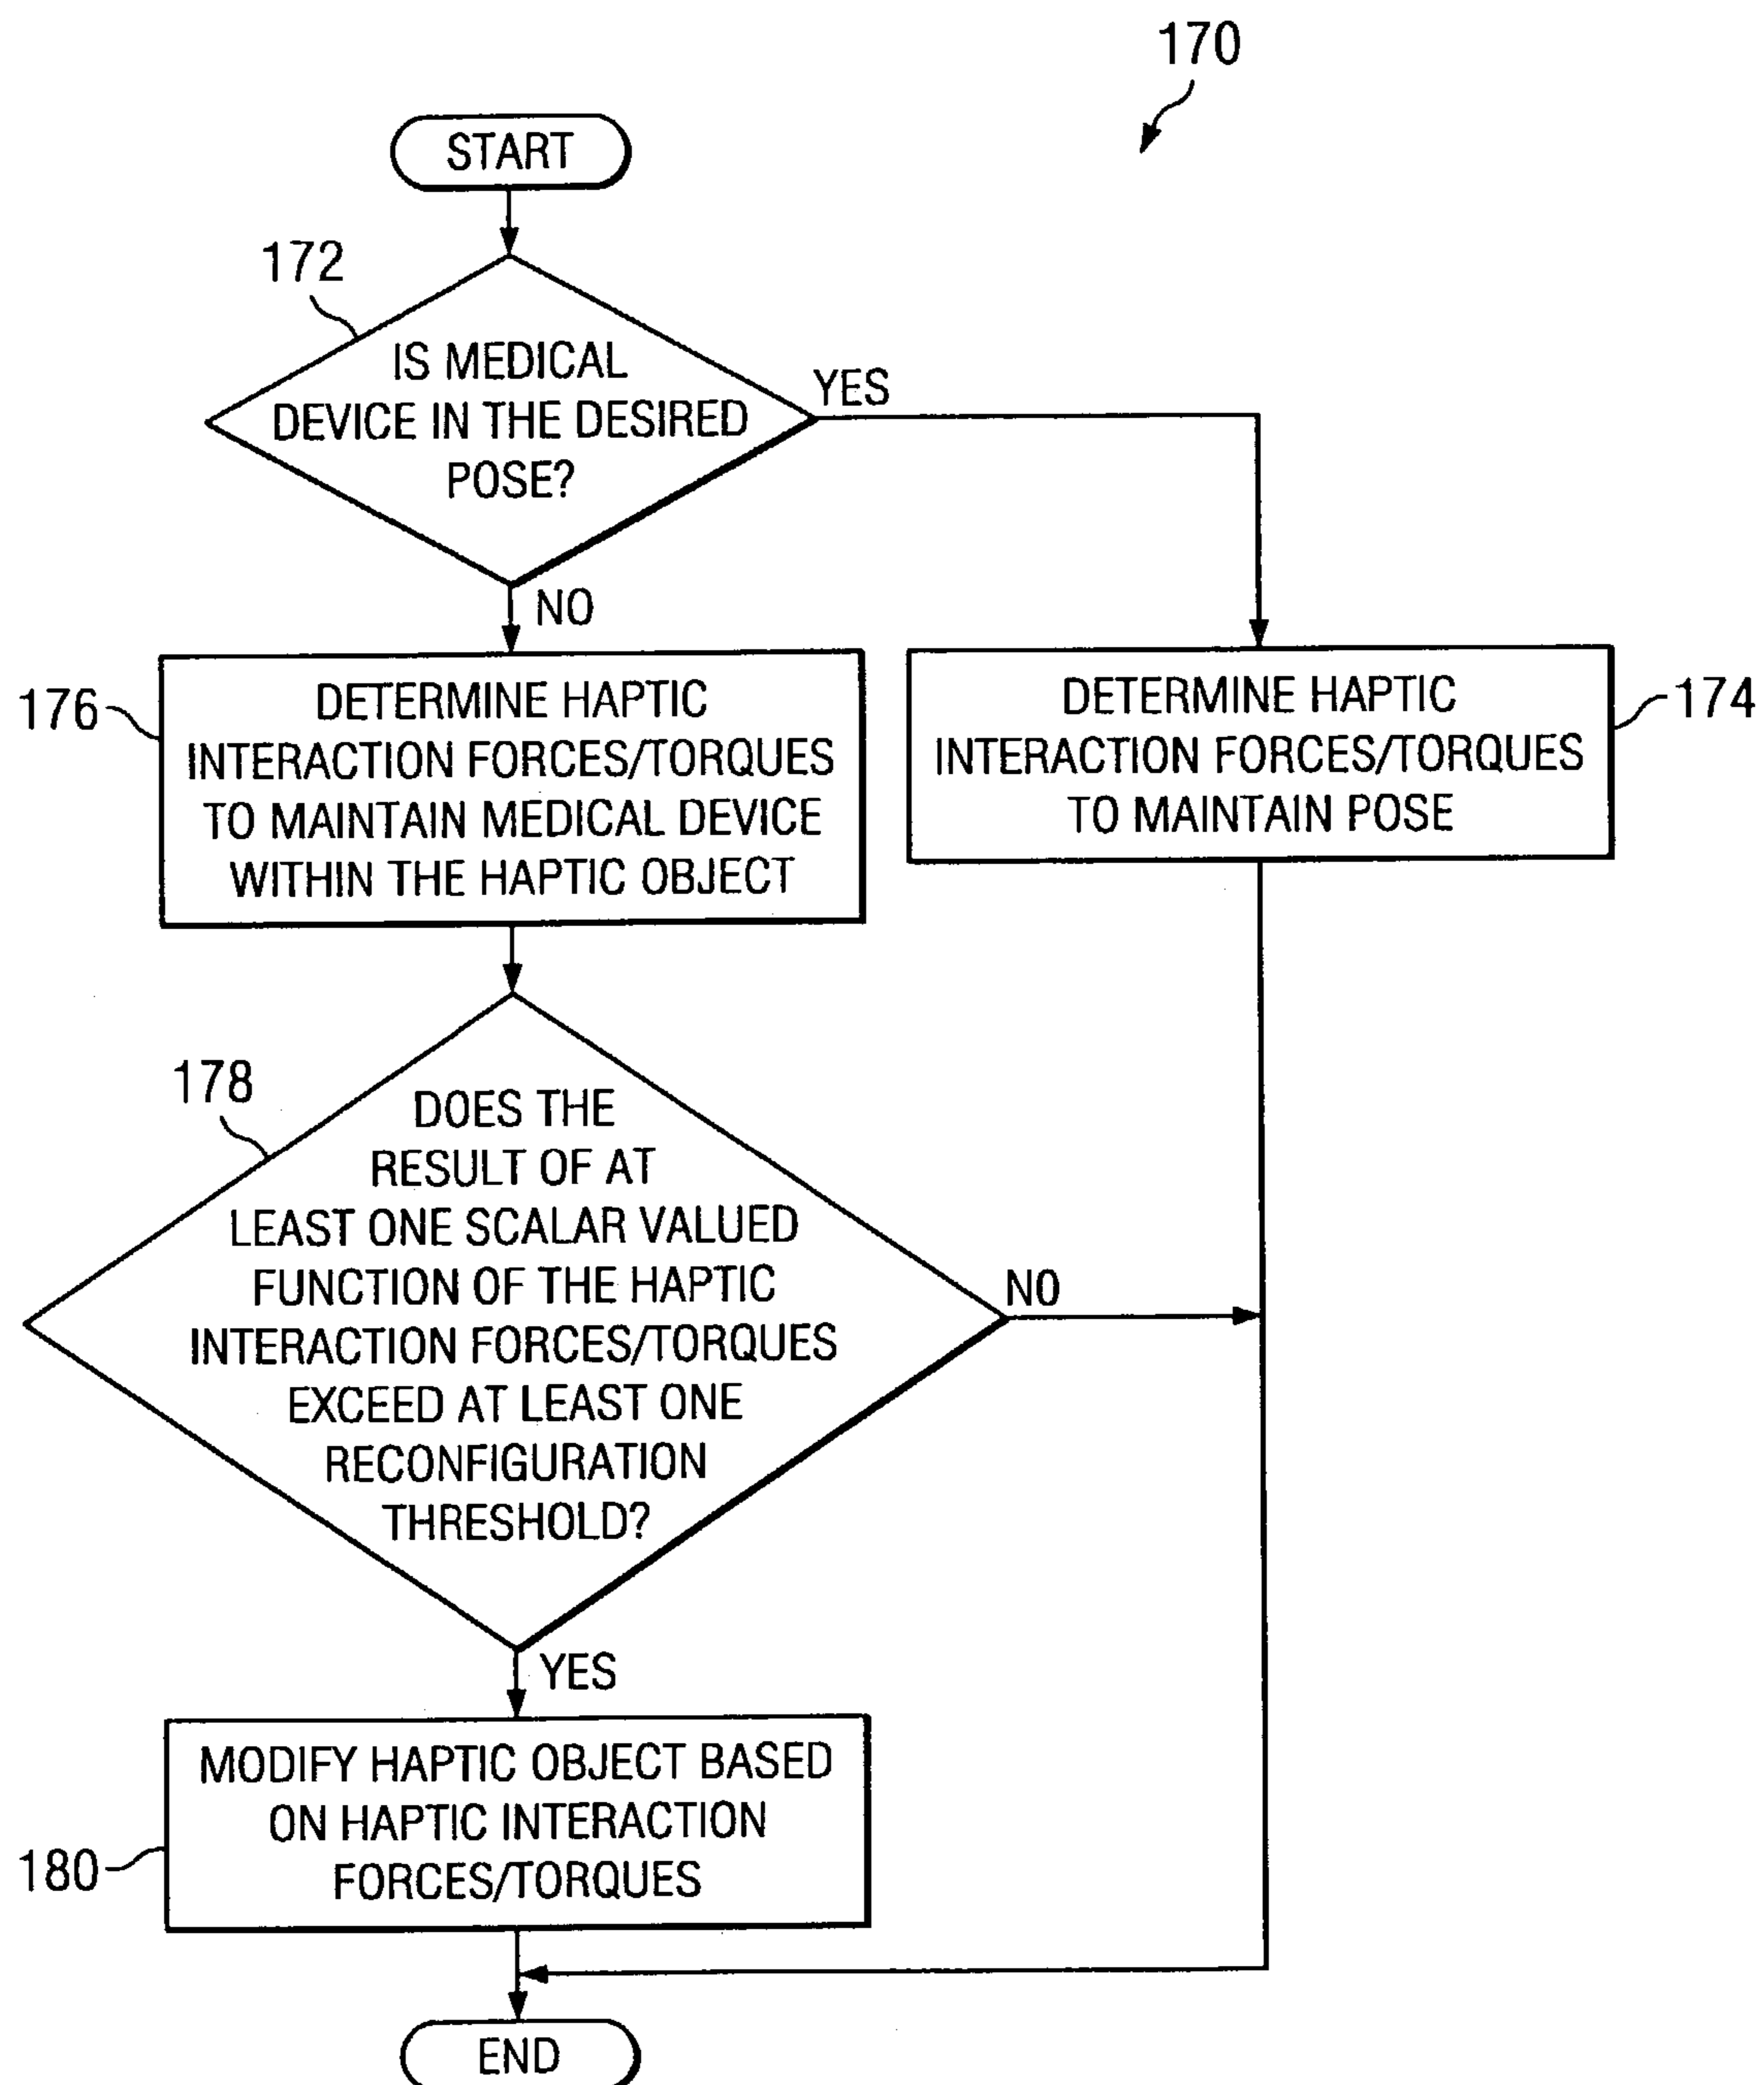 170
START
172
IS MEDICAL
DEVICE IN THE DESIRED
POSE?
YES
NO
176
DETERMINE HAPTIC
INTERACTION FORCES/TORQUES
TO MAINTAIN MEDICAL DEVICE
WITHIN THE HAPTIC OBJECT
DETERMINE HAPTIC
INTERACTION FORCES/TORQUES
TO MAINTAIN POSE
174
178
DOES THE
RESULT OF AT
LEAST ONE SCALAR VALUED
FUNCTION OF THE HAPTIC
INTERACTION FORCES/TORQUES
EXCEED AT LEAST ONE
RECONFIGURATION
THRESHOLD?
NO
YES
MODIFY HAPTIC OBJECT BASED
ON HAPTIC INTERACTION
FORCES/TORQUES
180
END